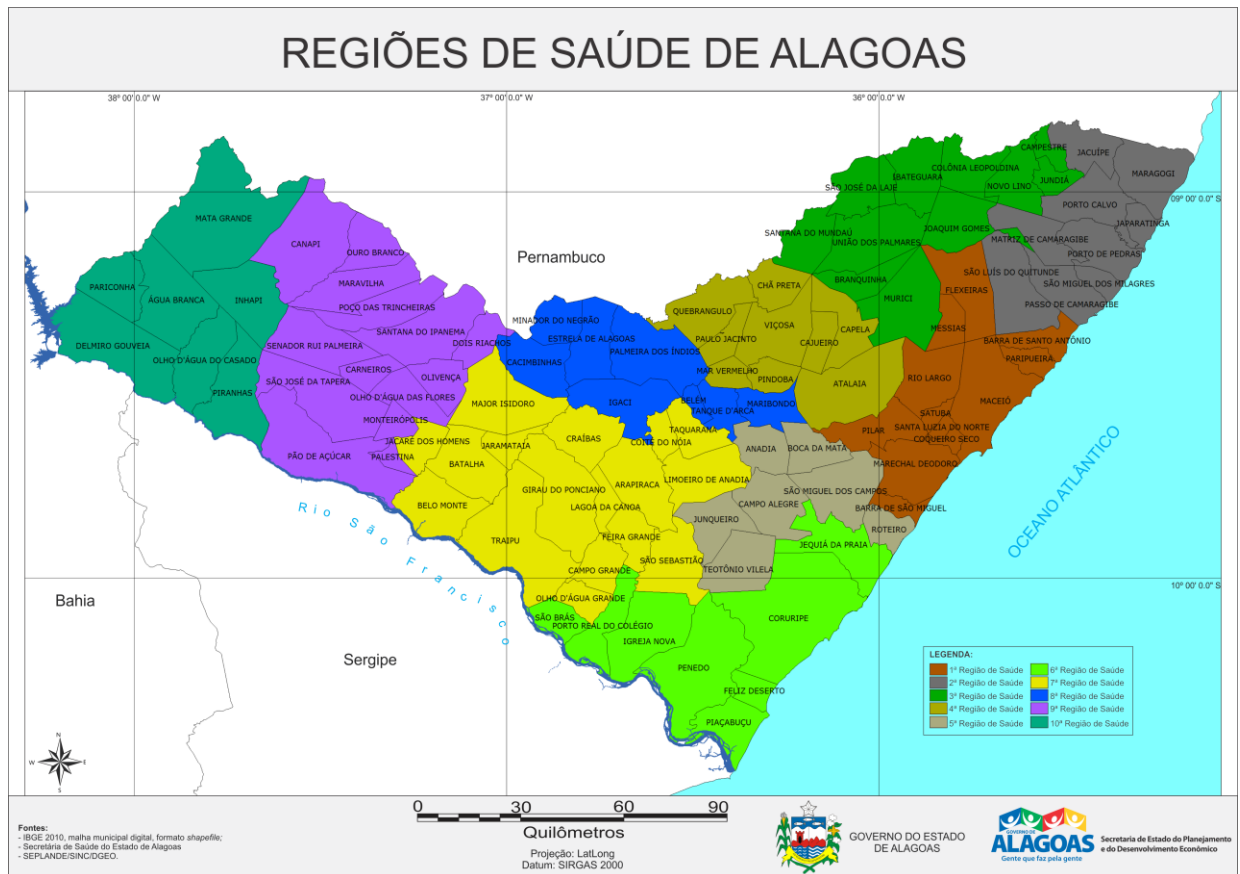 REGIÕES DE SAÚDE DE ALAGOAS
38° 00' 0.0" W
37° 00' 0.0" W
36° 00' 0.0" W
CAMPESTRE
JACUÍPE
COLÔNIA LEOPOLDINA
MARAGOGI
IBATEGUARA
JUNDIÁ
SÃO JOSÉ DA LAJE
NOVO LINO
09° 00' 0.0" S
PORTO CALVO
MATA GRANDE
JAPARATINGA
SANTANA DO MUNDAÚ
JOAQUIM GOMES
MATRIZ DE CAMARAGIBE
UNIÃO DOS PALMARES
CANAPI
OURO BRANCO
PORTO DE PEDRAS
Pernambuco
SÃO LUÍS DO QUITUNDE
BRANQUINHA
MARAVILHA
CHÃ PRETA
SÃO MIGUEL DOS MILAGRES
PARICONHA
FLEXEIRAS
ÁGUA BRANCA
INHAPI
MURICI
PASSO DE CAMARAGIBE
POÇO DAS TRINCHEIRAS
QUEBRANGULO
MINADOR DO NEGRÃO
VIÇOSA
CAPELA
MESSIAS
SANTANA DO IPANEMA
ESTRELA DE ALAGOAS
PAULO JACINTO
BARRA DE SANTO ANTÔNIO
DELMIRO GOUVEIA
SENADOR RUI PALMEIRA
DOIS RIACHOS
CAJUEIRO
PALMEIRA DOS ÍNDIOS
PARIPUEIRA
OLHO D'ÁGUA DO CASADO
CACIMBINHAS
CARNEIROS
MAR VERMELHO
OLIVENÇA
RIO LARGO
SÃO JOSÉ DA TAPERA
PINDOBA
ATALAIA
PIRANHAS
OLHO D'ÁGUA DAS FLORES
BELÉM
MAJOR ISIDORO
IGACI
MARIBONDO
MACEIÓ
TANQUE D'ARCA
SATUBA
MONTEIRÓPOLIS
SANTA LUZIA DO NORTE
TAQUARANA
PILAR
JACARÉ DOS HOMENS
CRAÍBAS
COQUEIRO SECO
JARAMATAIA
COITÉ DO NÓIA
ANADIA
BOCA DA MATA
PÃO DE AÇÚCAR
PALESTINA
BATALHA
MARECHAL DEODORO
LIMOEIRO DE ANADIA
ARAPIRACA
GIRAU DO PONCIANO
SÃO MIGUEL DOS CAMPOS
BELO MONTE
CAMPO ALEGRE
LAGOA DA CANOA
BARRA DE SÃO MIGUEL
JUNQUEIRO
ROTEIRO
FEIRA GRANDE
TRAIPU
JEQUIÁ DA PRAIA
SÃO SEBASTIÃO
CAMPO GRANDE
TEOTÔNIO VILELA
10° 00' 0.0" S
OLHO D'ÁGUA GRANDE
SÃO BRÁS
PORTO REAL DO COLÉGIO
CORURIPE
IGREJA NOVA
PENEDO
FELIZ DESERTO
PIAÇABUÇU
Rio São Francisco
OCEANO ATLÂNTICO
Bahia
Sergipe
LEGENDA:
1ª Região de Saúde
2ª Região de Saúde
3ª Região de Saúde
4ª Região de Saúde
5ª Região de Saúde
6ª Região de Saúde
7ª Região de Saúde
8ª Região de Saúde
9ª Região de Saúde
10ª Região de Saúde
N
W E
S
Fontes:
- IBGE 2010, malha municipal digital, formato shapefile;
- Secretária de Saúde do Estado de Alagoas
- SEPLANDE/SINC/DGEO.
0 30 60 90
Quilômetros
Projeção: LatLong
Datum: SIRGAS 2000
GOVERNO DO ESTADO
DE ALAGOAS
GOVERNO DE
ALAGOAS
Gente que faz pela gente
Secretaria de Estado do Planejamento
e do Desenvolvimento Econômico